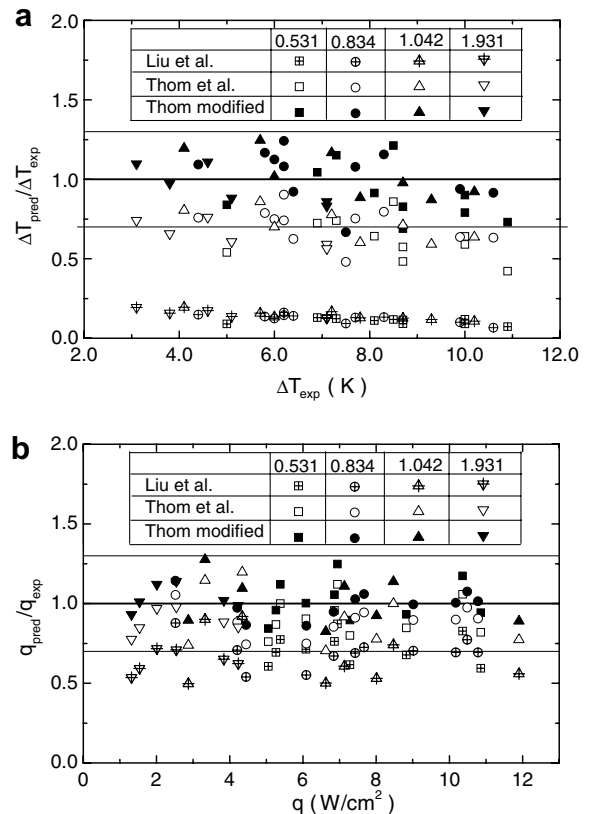 a
2.0
0.531 0.834 1.042 1.931
Liu et al.
Thom et al.
Thom modified
1.5
1.0
0.5
0.0
ΔT_pred/ΔT_exp
2.0 4.0 6.0 8.0 10.0 12.0
ΔT_exp ( K )
b
2.0
0.531 0.834 1.042 1.931
Liu et al.
Thom et al.
Thom modified
1.5
1.0
0.5
0.0
q_pred/q_exp
0 2 4 6 8 10 12
q ( W/cm²)